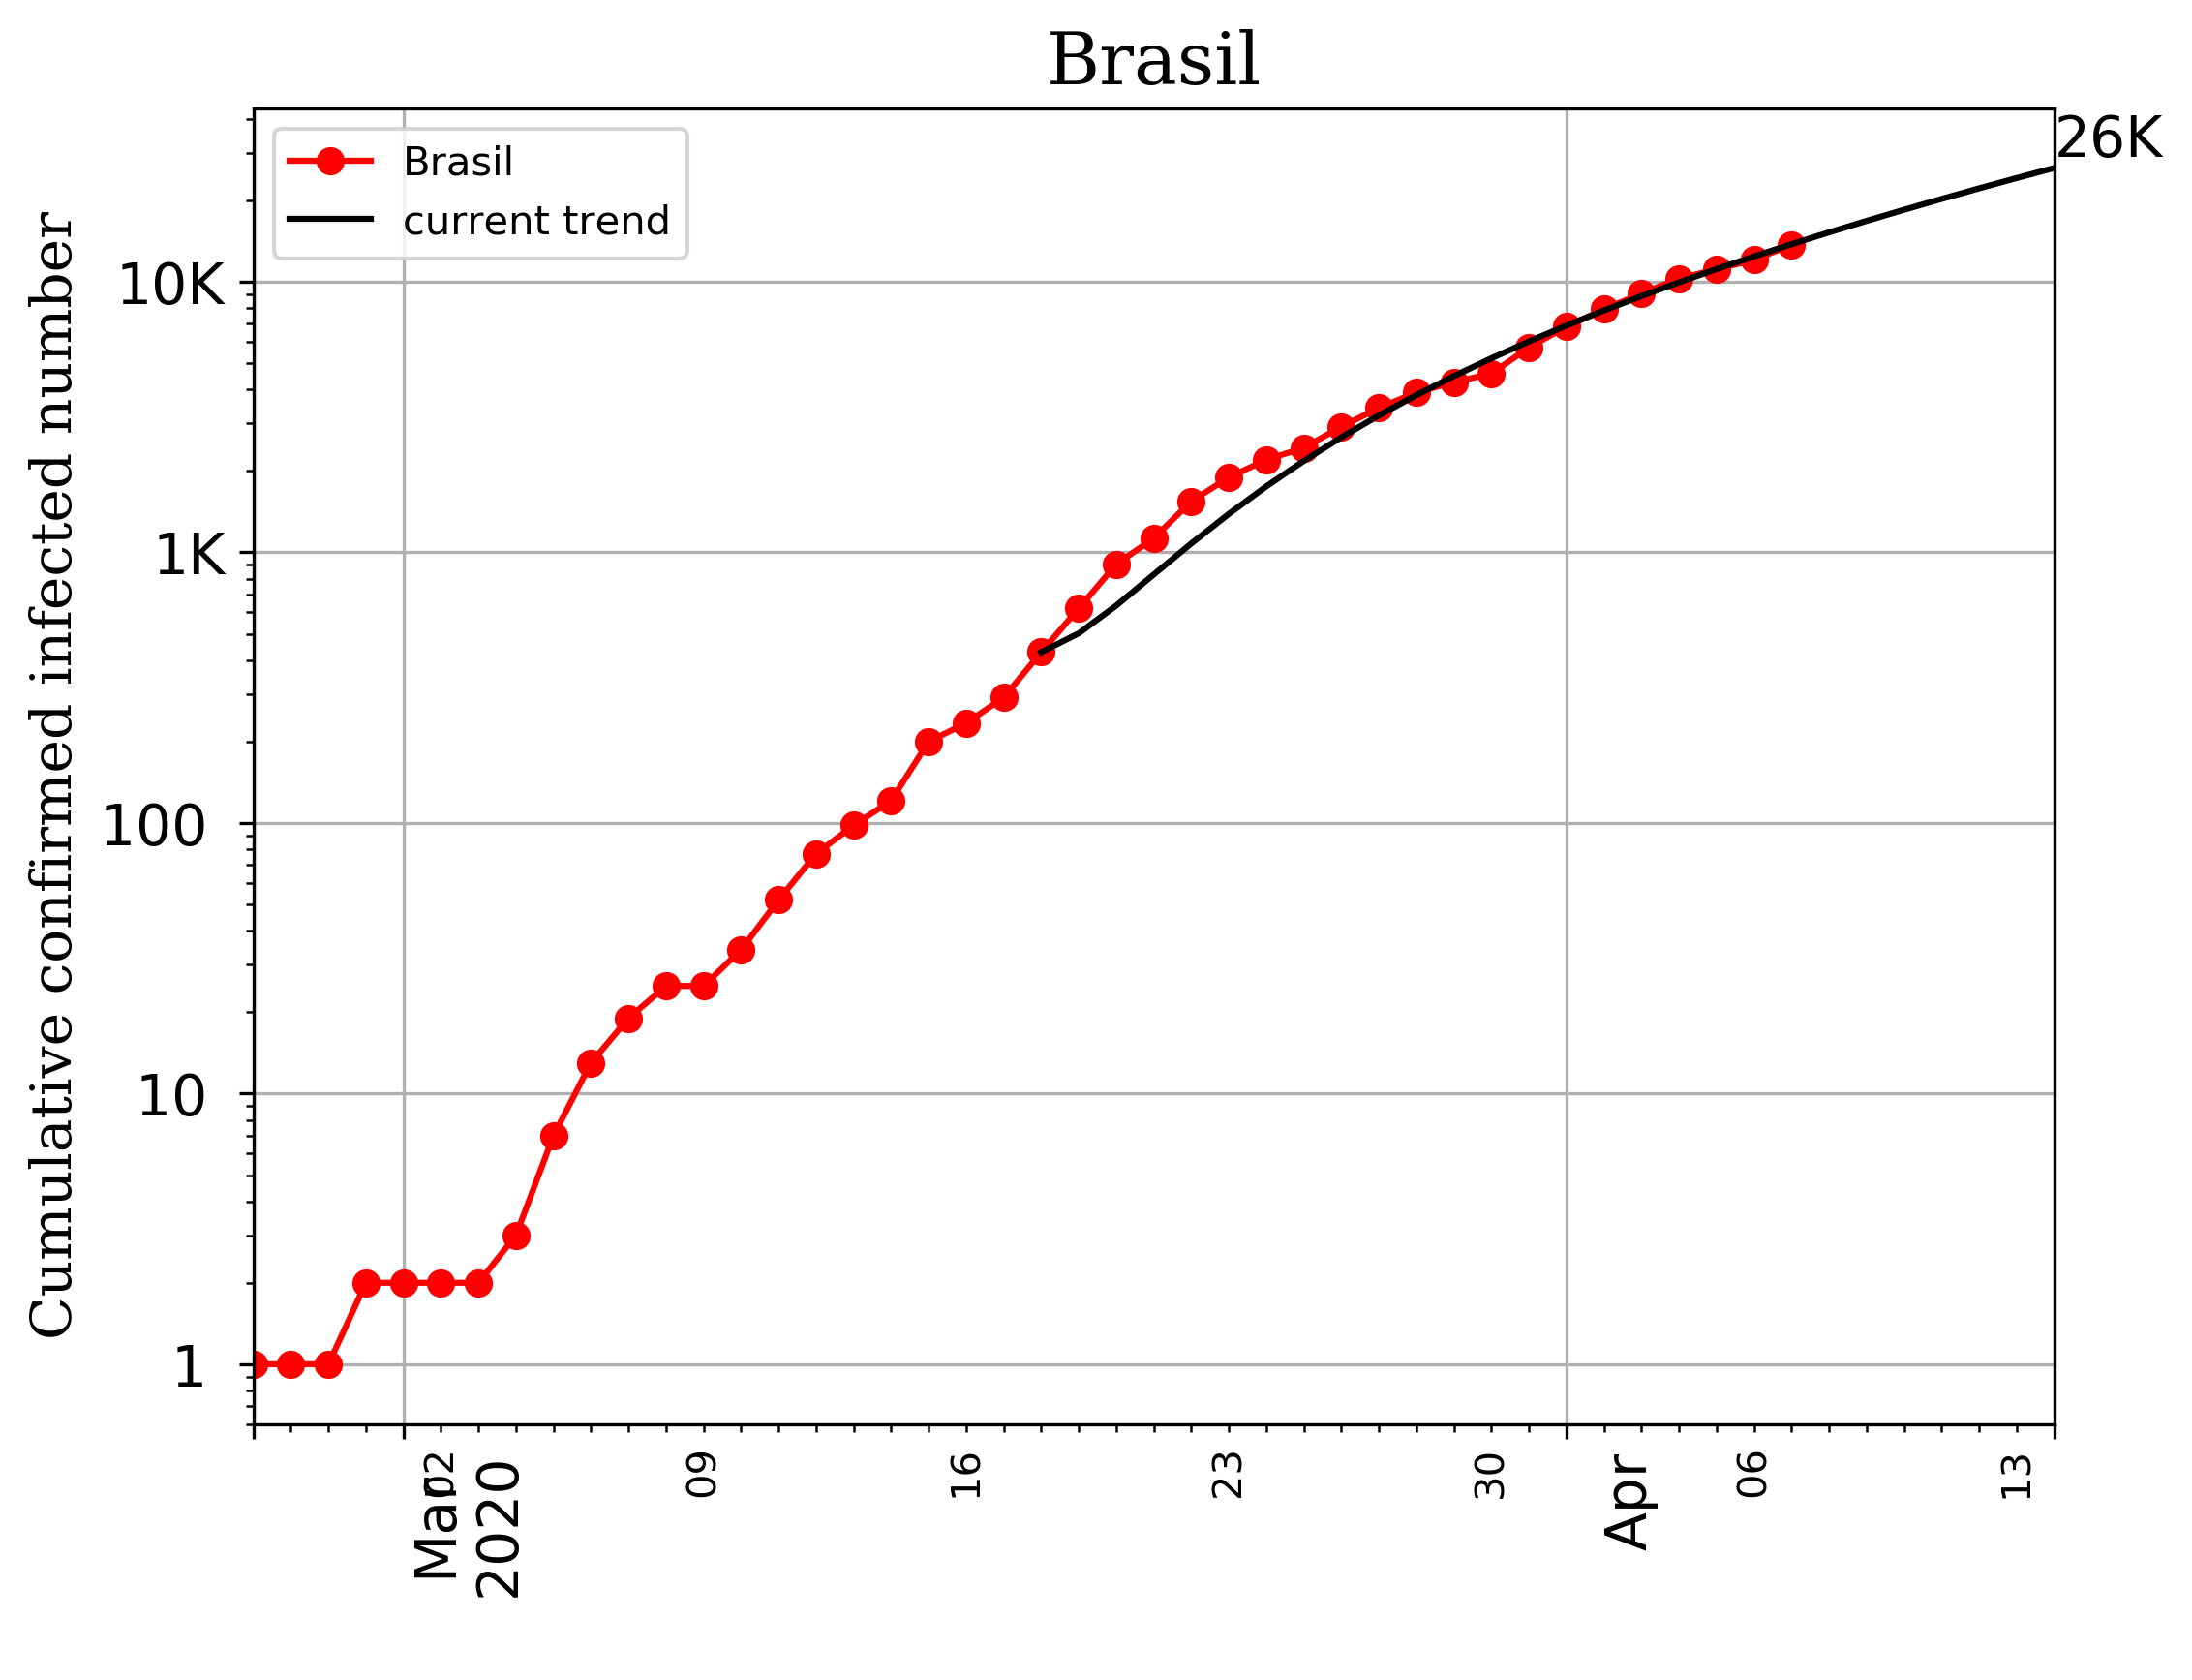 Brasil
26K
Brasil
current trend
Cumulative confirmed infected number
10K
1K
100
10
1
02
09
16
23
30
06
13
Mar
2020
Apr